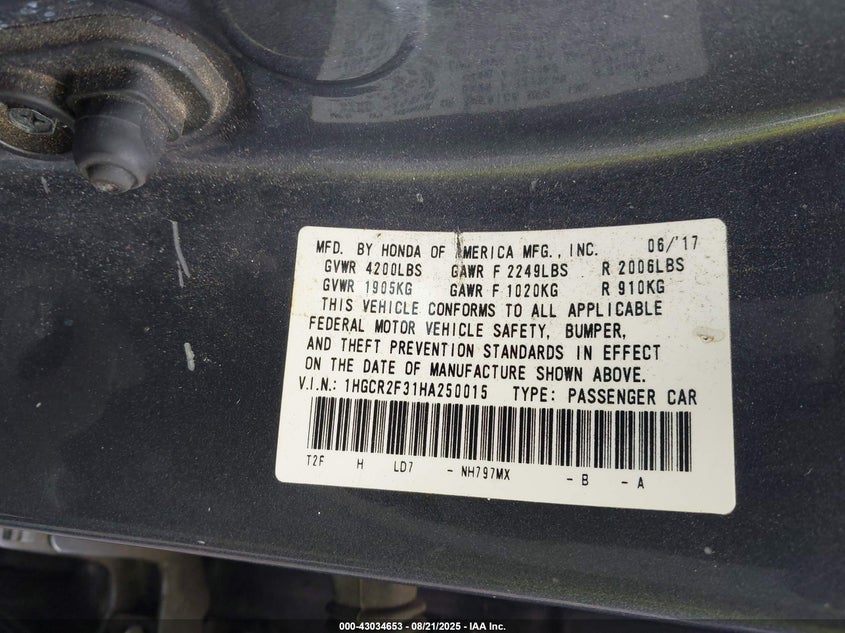 MFD. BY HONDA OF AMERICA MFG., INC. 06/'17
GVWR 4200LBS GAWR F 2249LBS R 2006LBS
GVWR 1905KG GAWR F 1020KG R 910KG
THIS VEHICLE CONFORMS TO ALL APPLICABLE
FEDERAL MOTOR VEHICLE SAFETY, BUMPER,
AND THEFT PREVENTION STANDARDS IN EFFECT
ON THE DATE OF MANUFACTURE SHOWN ABOVE.
V.I.N.: 1HGCR2F31HA250015 TYPE: PASSENGER CAR
T2F H LD7 - NH797MX - B - A
000-43034653 - 08/21/2025 - IAA Inc.